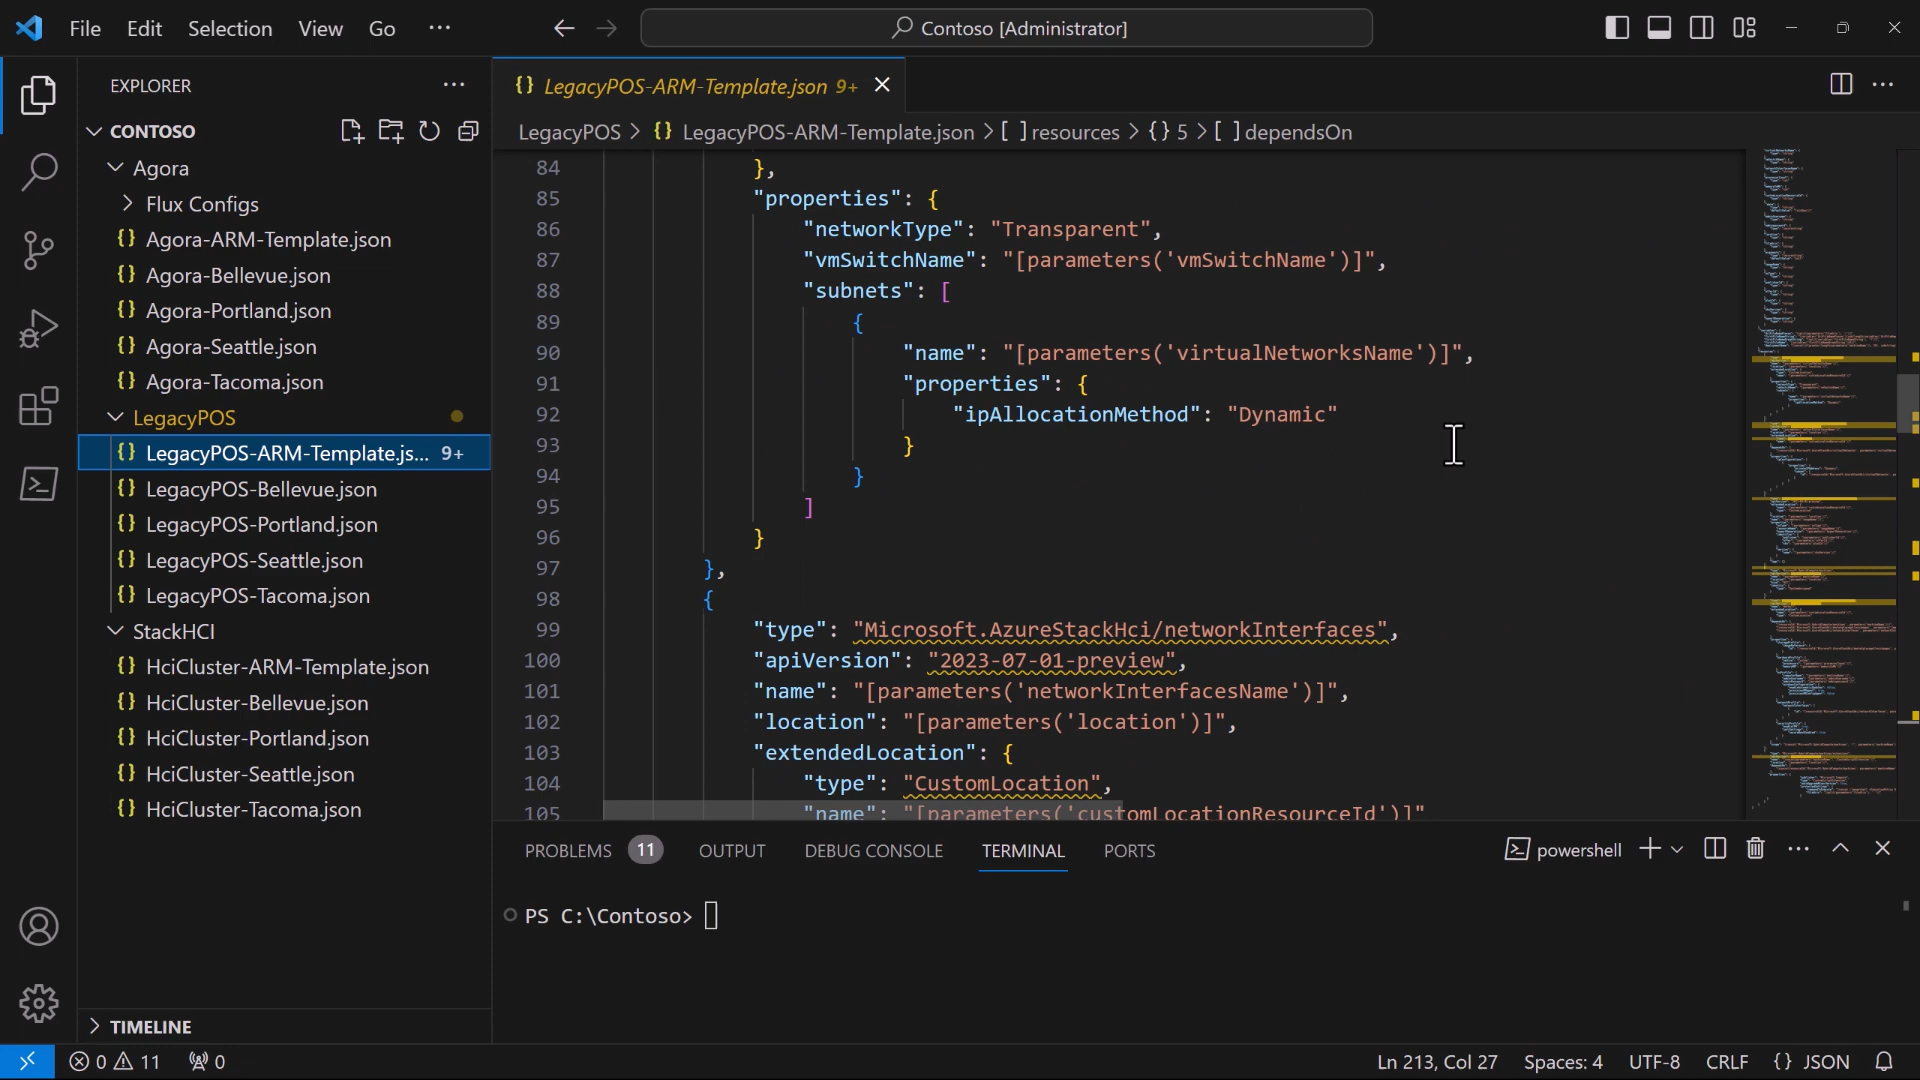 File Edit Selection View Go ···
Contoso [Administrator]
EXPLORER
CONTOSO
Agora
Flux Configs
{} Agora-ARM-Template.json
{} Agora-Bellevue.json
{} Agora-Portland.json
{} Agora-Seattle.json
{} Agora-Tacoma.json
LegacyPOS
{} LegacyPOS-ARM-Template.js... 9+
{} LegacyPOS-Bellevue.json
{} LegacyPOS-Portland.json
{} LegacyPOS-Seattle.json
{} LegacyPOS-Tacoma.json
StackHCI
{} HciCluster-ARM-Template.json
{} HciCluster-Bellevue.json
{} HciCluster-Portland.json
{} HciCluster-Seattle.json
{} HciCluster-Tacoma.json
TIMELINE
{} LegacyPOS-ARM-Template.json 9+
LegacyPOS > {} LegacyPOS-ARM-Template.json > [ ] resources > {} 5 > [ ] dependsOn
84 },
85 "properties": {
86 "networkType": "Transparent",
87 "vmSwitchName": "[parameters('vmSwitchName')]",
88 "subnets": [
89 {
90 "name": "[parameters('virtualNetworksName')]",
91 "properties": {
92 "ipAllocationMethod": "Dynamic"
93 }
94 }
95 ]
96 }
97 },
98 {
99 "type": "Microsoft.AzureStackHci/networkInterfaces",
100 "apiVersion": "2023-07-01-preview",
101 "name": "[parameters('networkInterfacesName')]",
102 "location": "[parameters('location')]",
103 "extendedLocation": {
104 "type": "CustomLocation",
105 "name": "[parameters('customLocationResourceId')]"
PROBLEMS 11 OUTPUT DEBUG CONSOLE TERMINAL PORTS
powershell
PS C:\Contoso>
0 11 0
Ln 213, Col 27 Spaces: 4 UTF-8 CRLF {} JSON